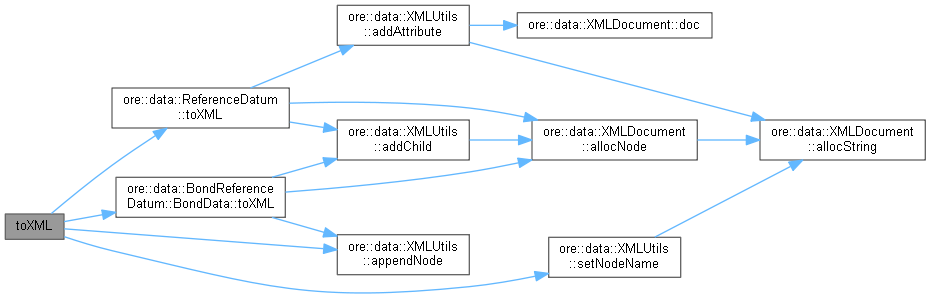 ore::data::XMLUtils
::addAttribute
ore::data::XMLDocument::doc
ore::data::ReferenceDatum
::toXML
ore::data::XMLUtils
::addChild
ore::data::XMLDocument
::allocNode
ore::data::XMLDocument
::allocString
ore::data::BondReference
Datum::BondData::toXML
toXML
ore::data::XMLUtils
::appendNode
ore::data::XMLUtils
::setNodeName